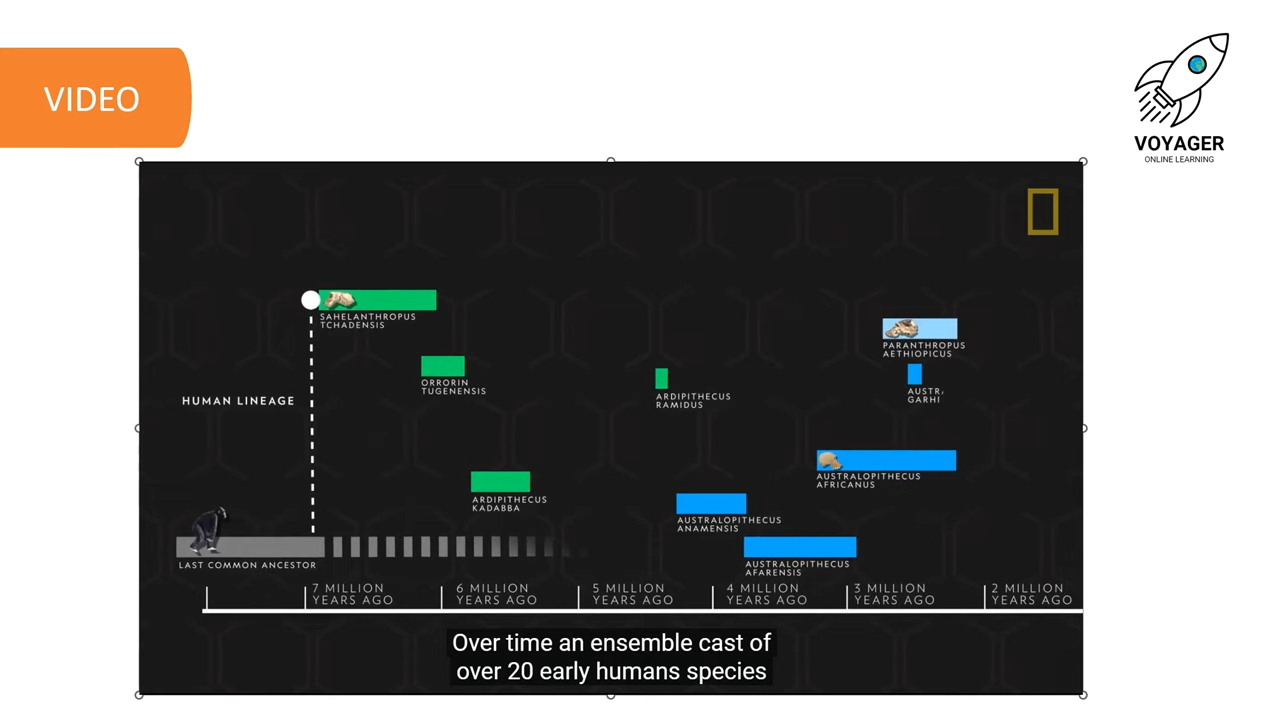 VIDEO
VOYAGER
ONLINE LEARNING
SAHELANTHROPUS
TCHADENSIS
PARANTHROPUS
AETHIOPICUS
ORRORIN
TUGENENSIS
ARDIPITHECUS
RAMIDUS
AUSTR,
GARHI
HUMAN LINEAGE
AUSTRALOPITHECUS
AFRICANUS
ARDIPITHECUS
KADABBA
AUSTRALOPITHECUS
ANAMENSIS
LAST COMMON ANCESTOR
AUSTRALOPITHECUS
AFARENSIS
7 MILLION
YEARS AGO
6 MILLION
YEARS AGO
5 MILLION
YEARS AGO
4 MILLION
YEARS AGO
3 MILLION
YEARS AGO
2 MILLION
YEARS AGO
Over time an ensemble cast of
over 20 early humans species